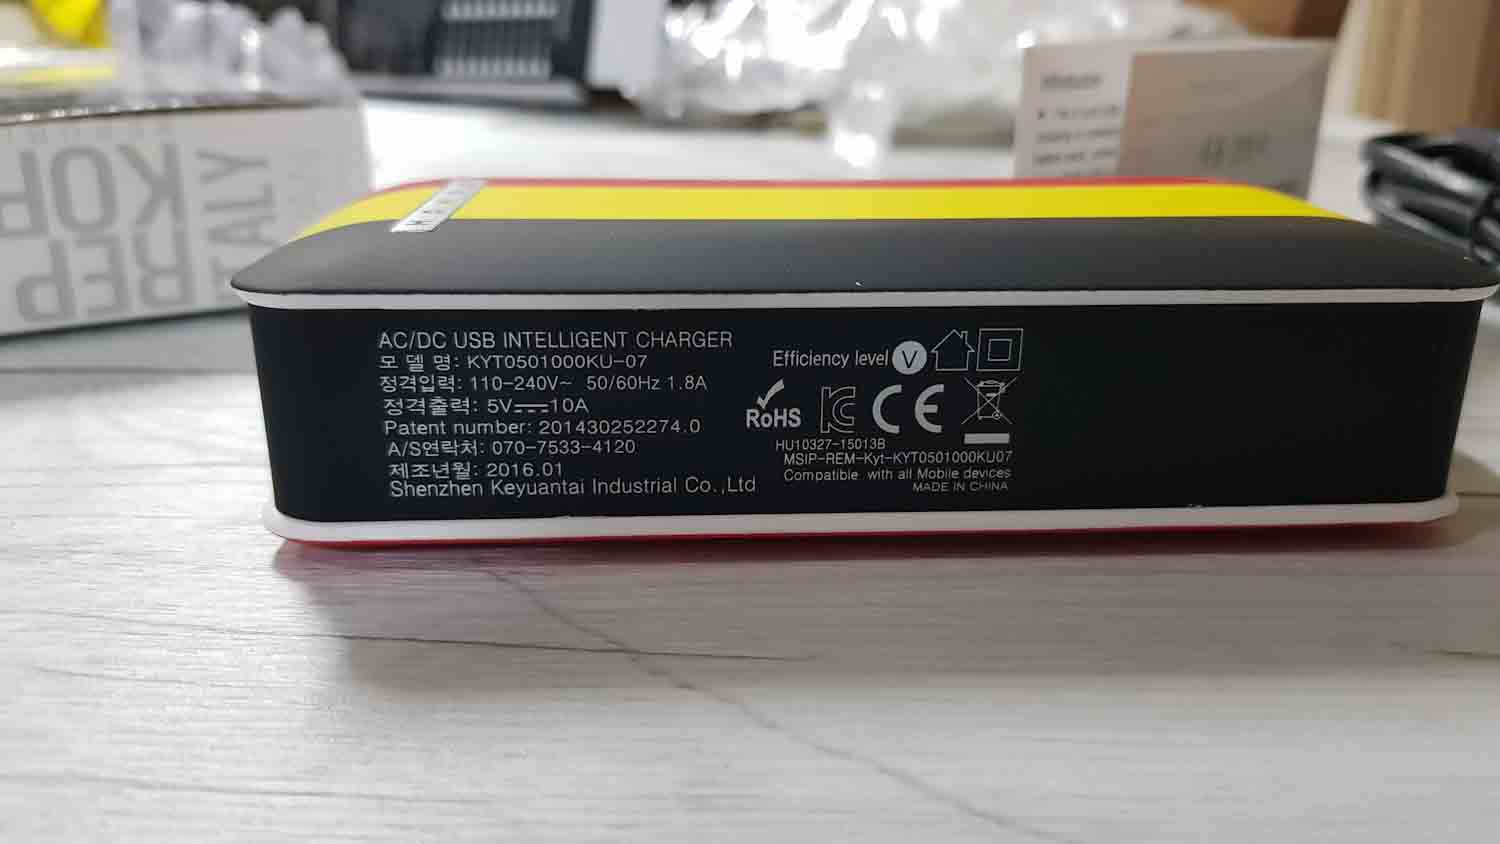 AC/DC USB INTELLIGENT CHARGER
모 델 명: KYT0501000KU-07
정격입력: 110-240V~ 50/60Hz 1.8A
정격출력: 5V⎓10A
Patent number: 201430252274.0
A/S연락처: 070-7533-4120
제조년월: 2016.01
Shenzhen Keyuantai Industrial Co.,Ltd
Efficiency level V
RoHS KC CE
HU10327-15013B
MSIP-REM-Kyt-KYT0501000KU07
Compatible with all Mobile devices
MADE IN CHINA
REP
KOR
ITALY